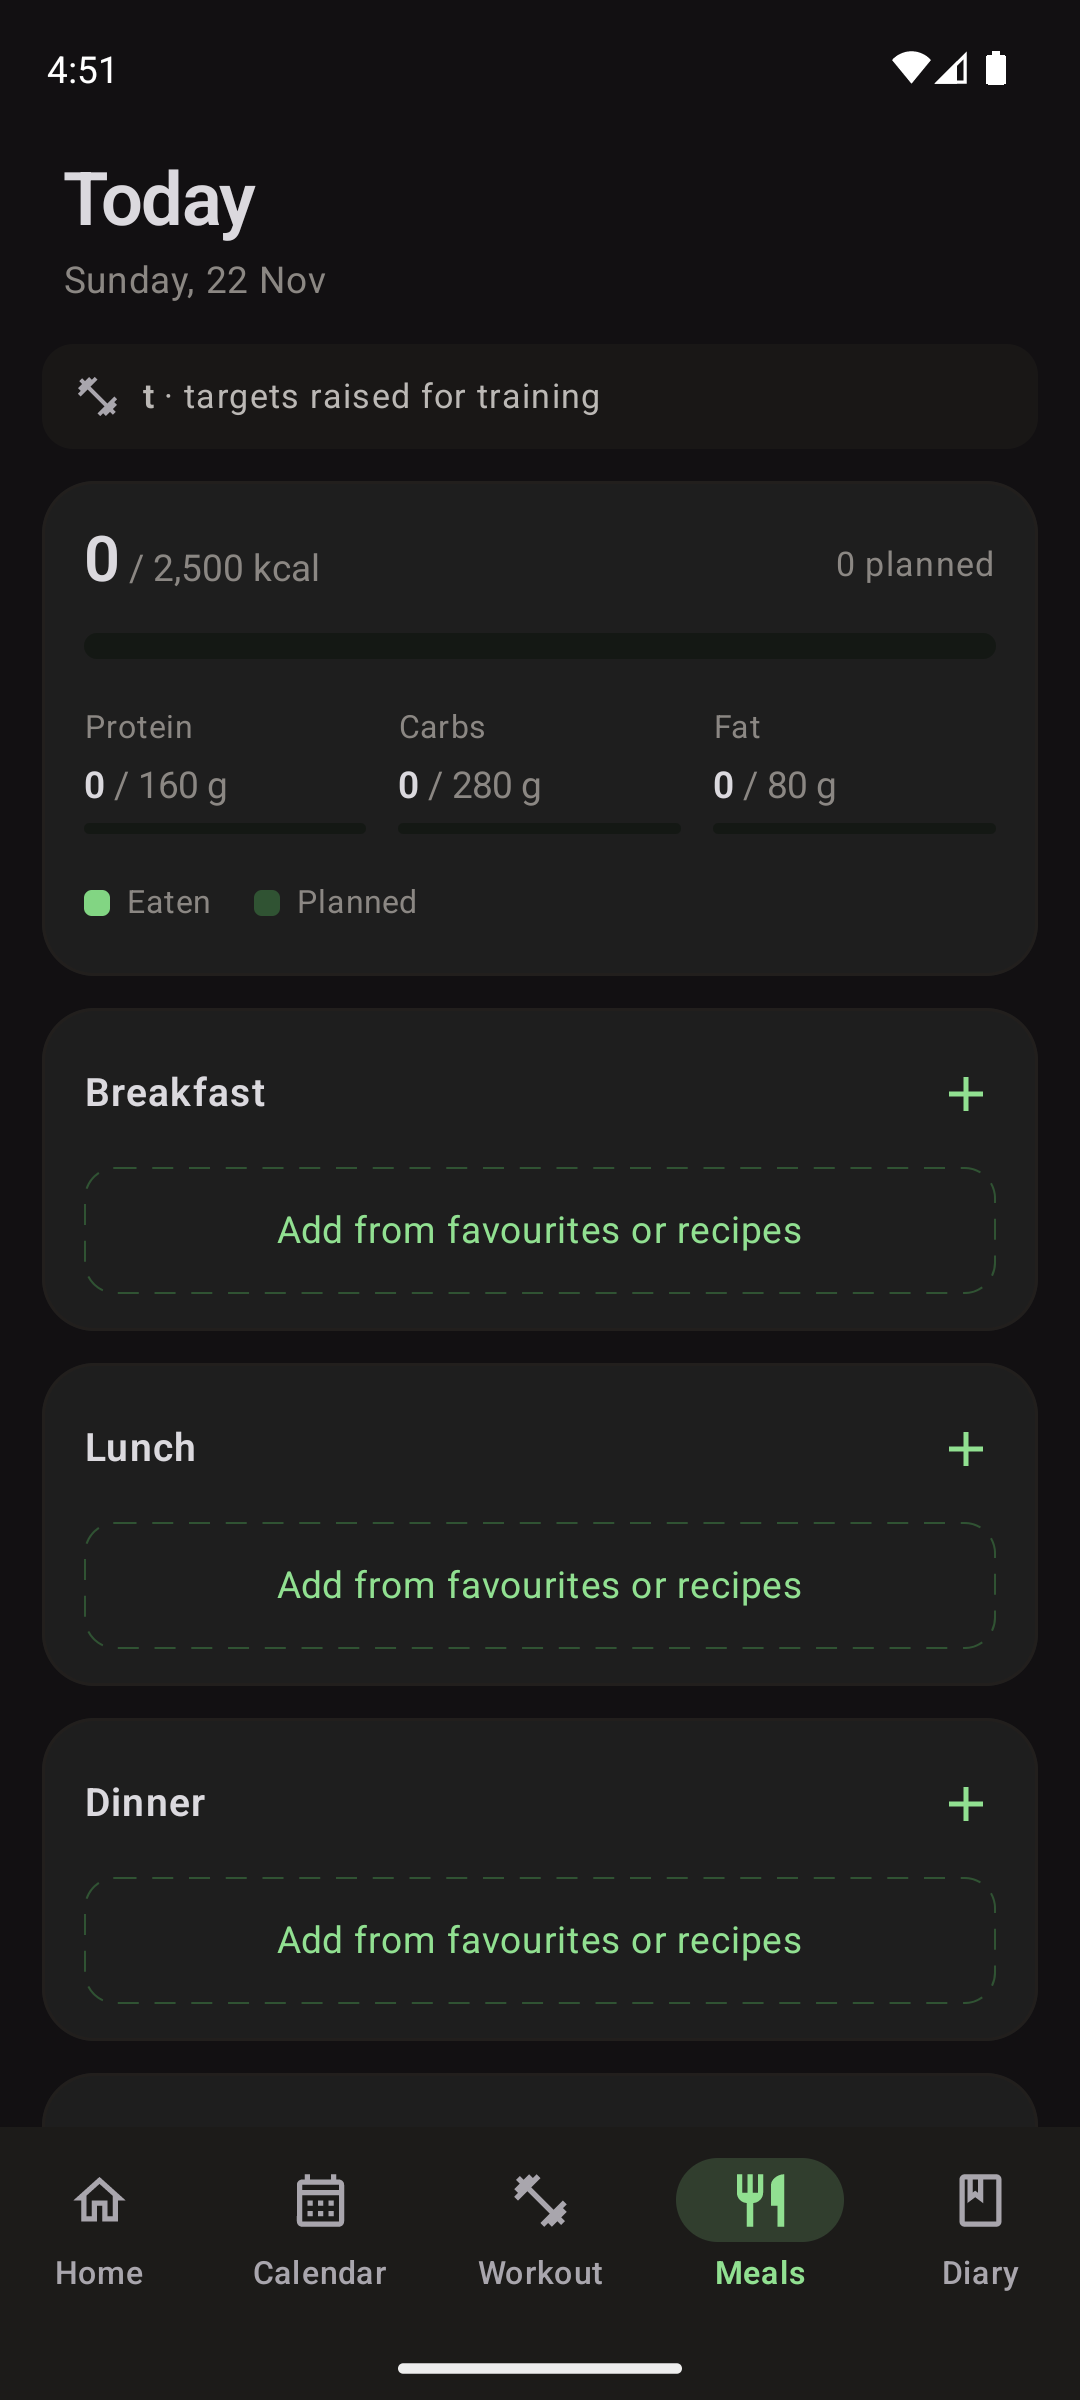 4:51
Today
Sunday, 22 Nov
t · targets raised for training
0 / 2,500 kcal
0 planned
Protein
Carbs
Fat
0 / 160 g
0 / 280 g
0 / 80 g
Eaten
Planned
Breakfast
Add from favourites or recipes
Lunch
Add from favourites or recipes
Dinner
Add from favourites or recipes
Home
Calendar
Workout
Meals
Diary